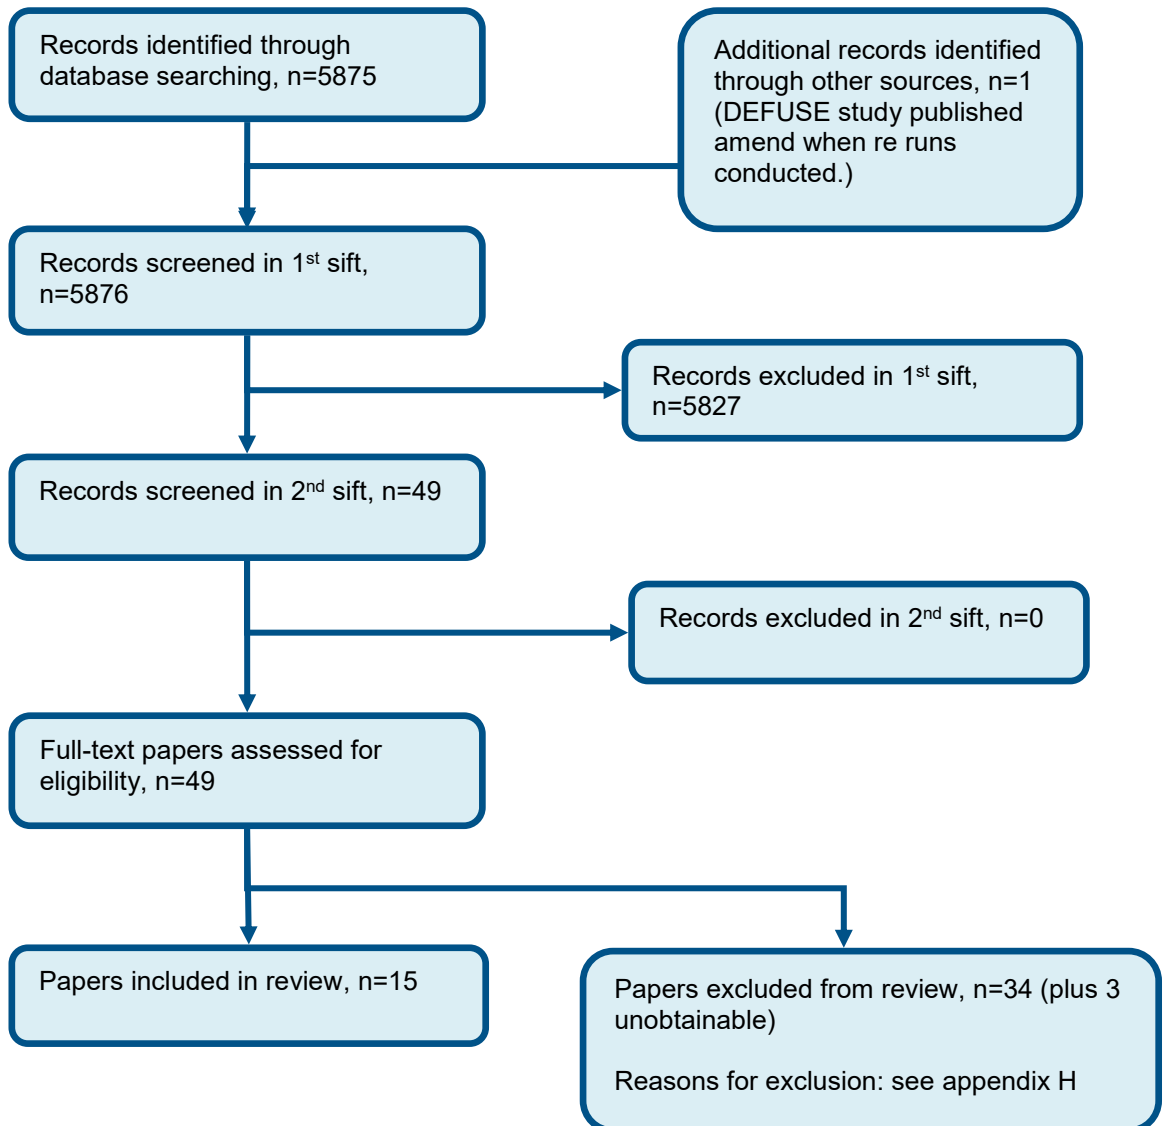 Records identified through
database searching, n=5875
Additional records identified
through other sources, n=1
(DEFUSE study published
amend when re runs
conducted.)
Records screened in 1st sift,
n=5876
Records excluded in 1st sift,
n=5827
Records screened in 2nd sift, n=49
Records excluded in 2nd sift, n=0
Full-text papers assessed for
eligibility, n=49
Papers included in review, n=15
Papers excluded from review, n=34 (plus 3
unobtainable)
Reasons for exclusion: see appendix H